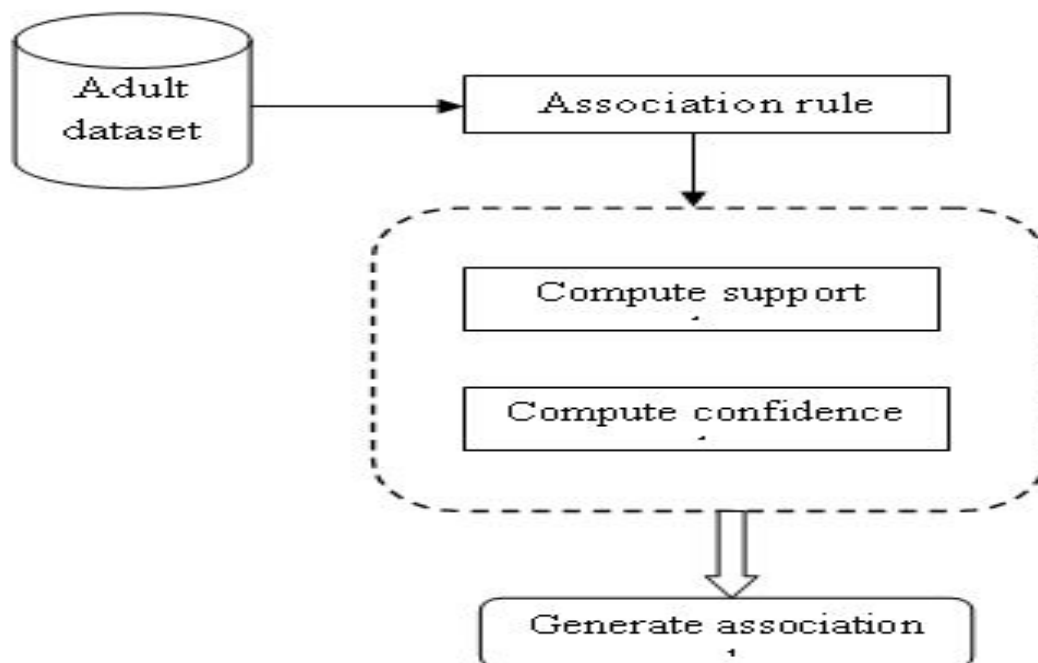 Adult
dataset
Association rule
Compute support
Compute confidence
Generate association